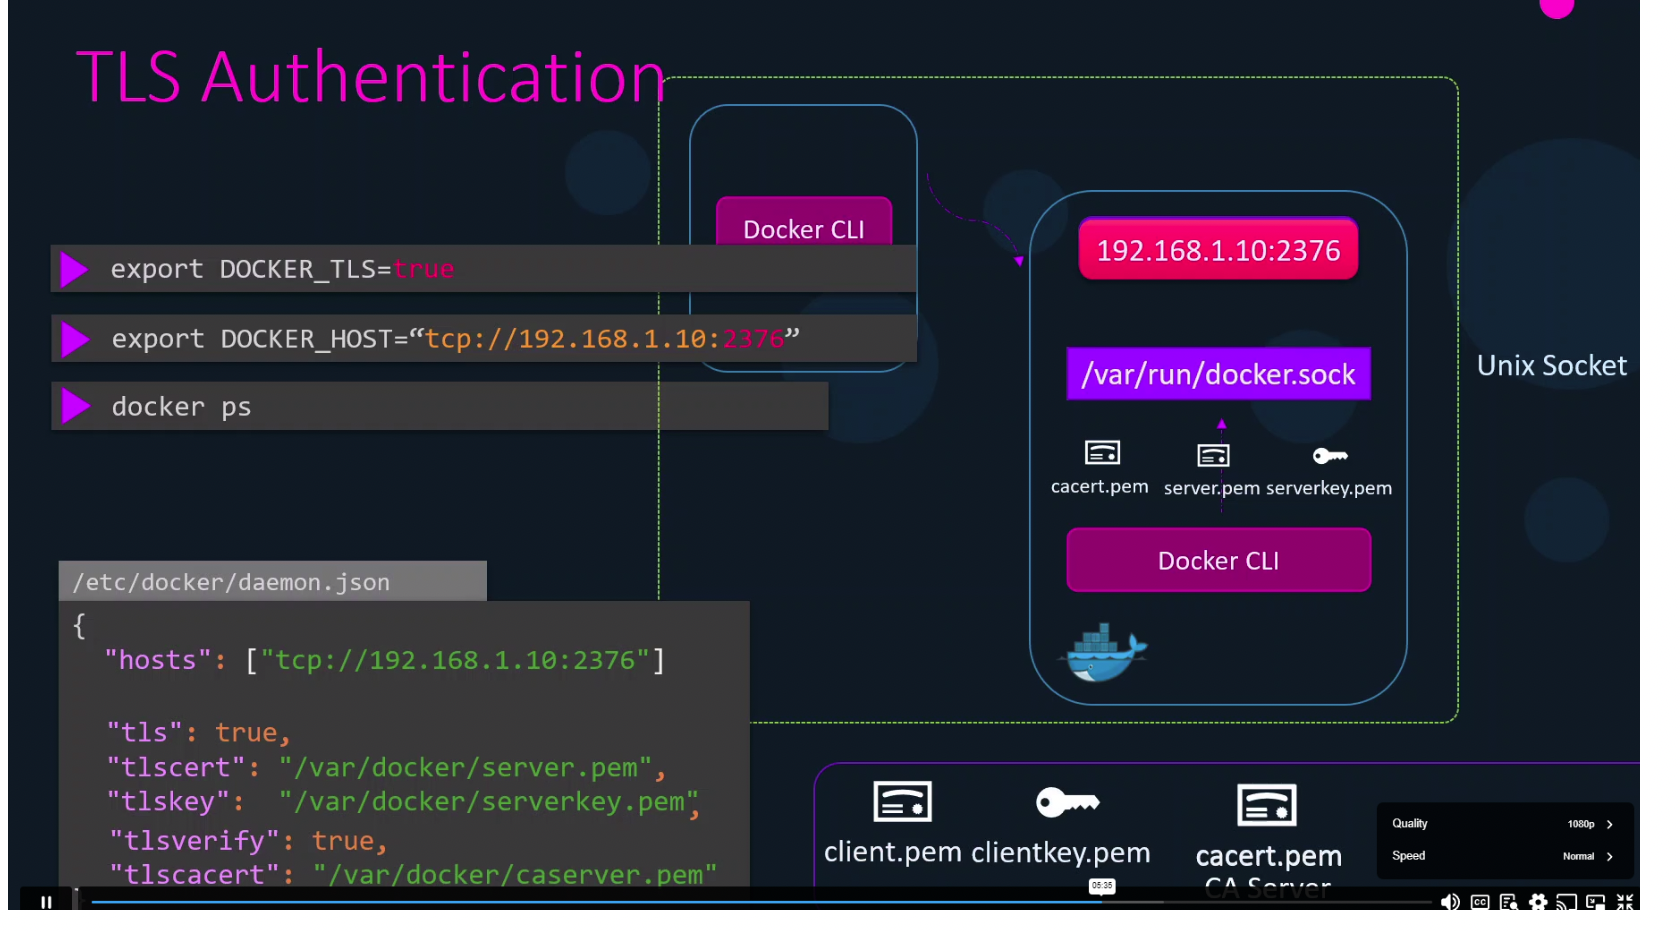 TLS Authentication
Docker CLI
export DOCKER_TLS=true
export DOCKER_HOST=“tcp://192.168.1.10:2376”
docker ps
192.168.1.10:2376
/var/run/docker.sock
Unix Socket
cacert.pem server.pem serverkey.pem
Docker CLI
/etc/docker/daemon.json
{
"hosts": ["tcp://192.168.1.10:2376"]
"tls": true,
"tlscert": "/var/docker/server.pem",
"tlskey": "/var/docker/serverkey.pem",
"tlsverify": true,
"tlscacert": "/var/docker/caserver.pem"
client.pem clientkey.pem cacert.pem
CA Server
Quality 1080p
Speed Normal
05:35
CC